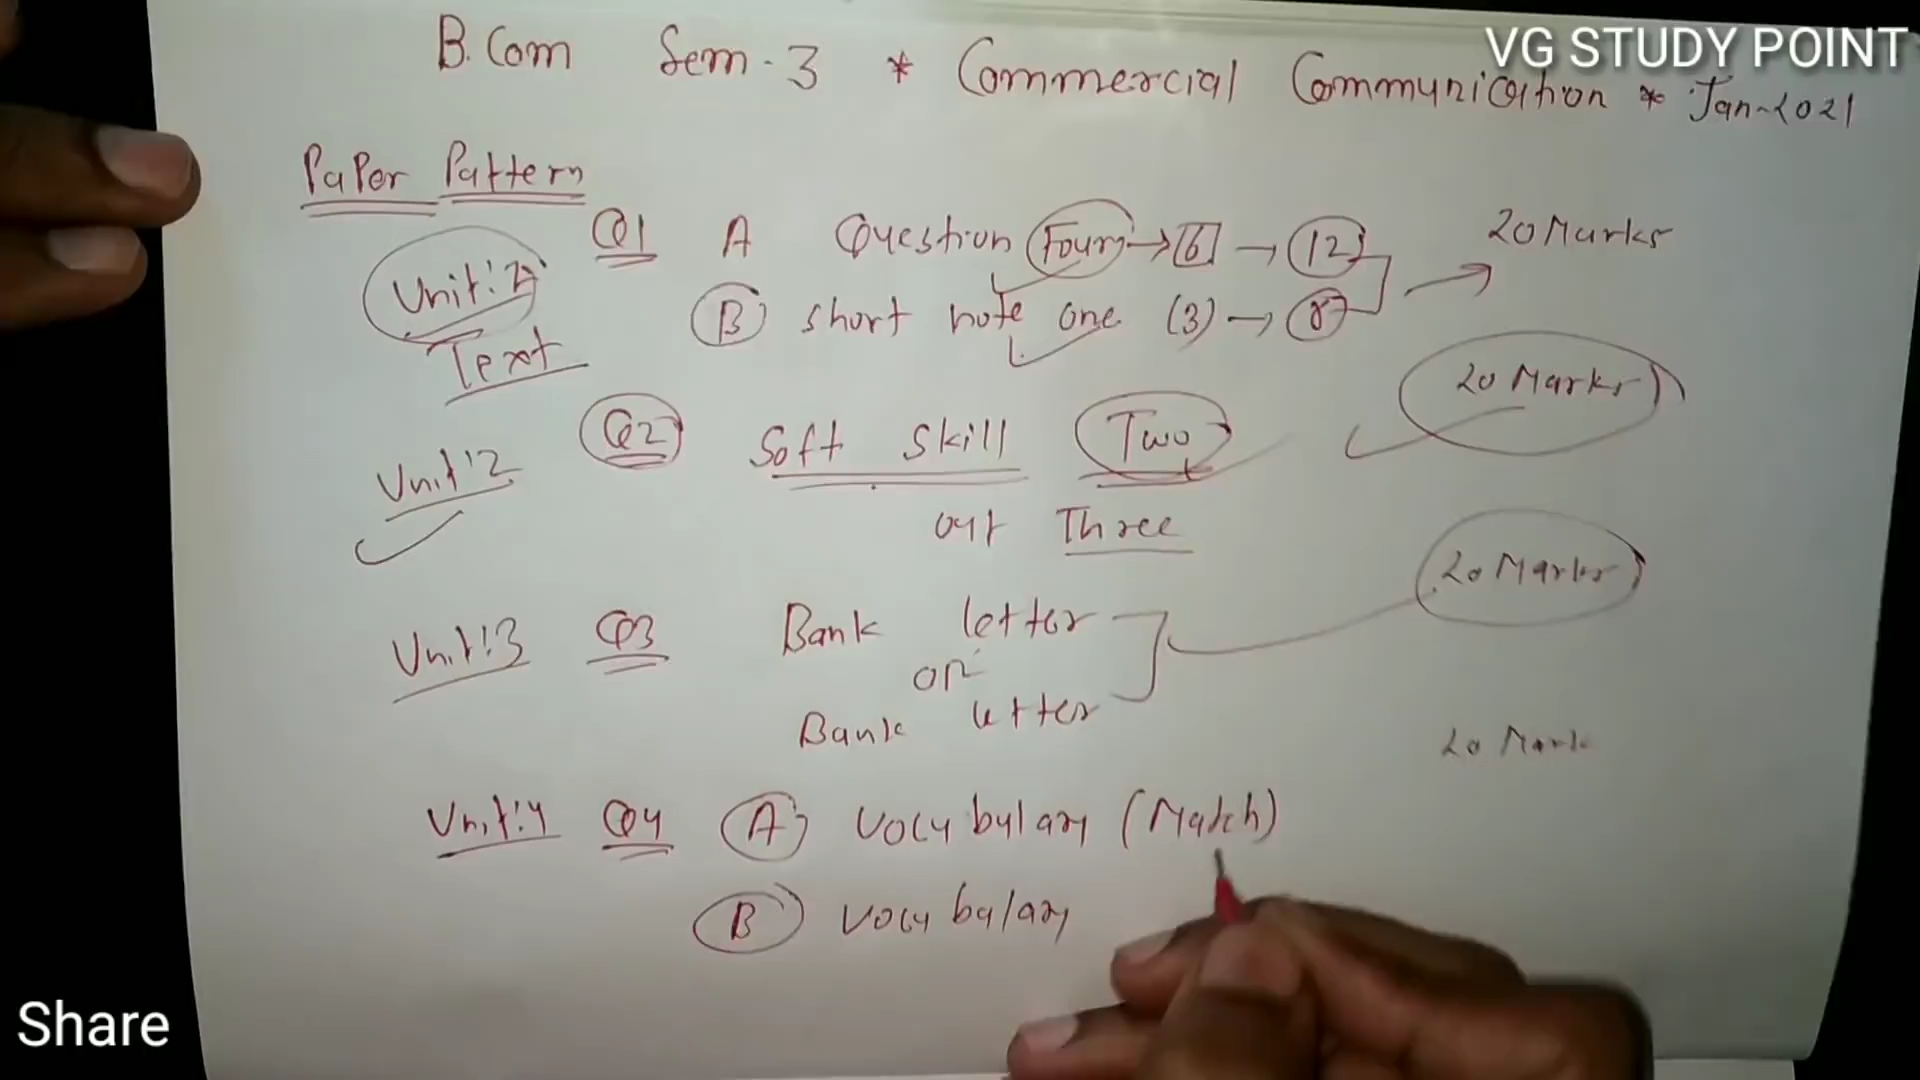 VG STUDY POINT
B.Com Sem-3 * Commercial Communication * Jan-2021
Paper Pattern
Q1 A Question Four → 6 → 12
20 Marks
Unit:
B short note one (3) → 8
Text
20 Marks
Q2 Soft Skill Two
Unit:2
out Three
20 Marks
Unit:3 Q3 Bank letter
OR
Bank letter
20 Mark
Unit:4 Q4 A Vocabulary (Match)
B Vocabulary
Share